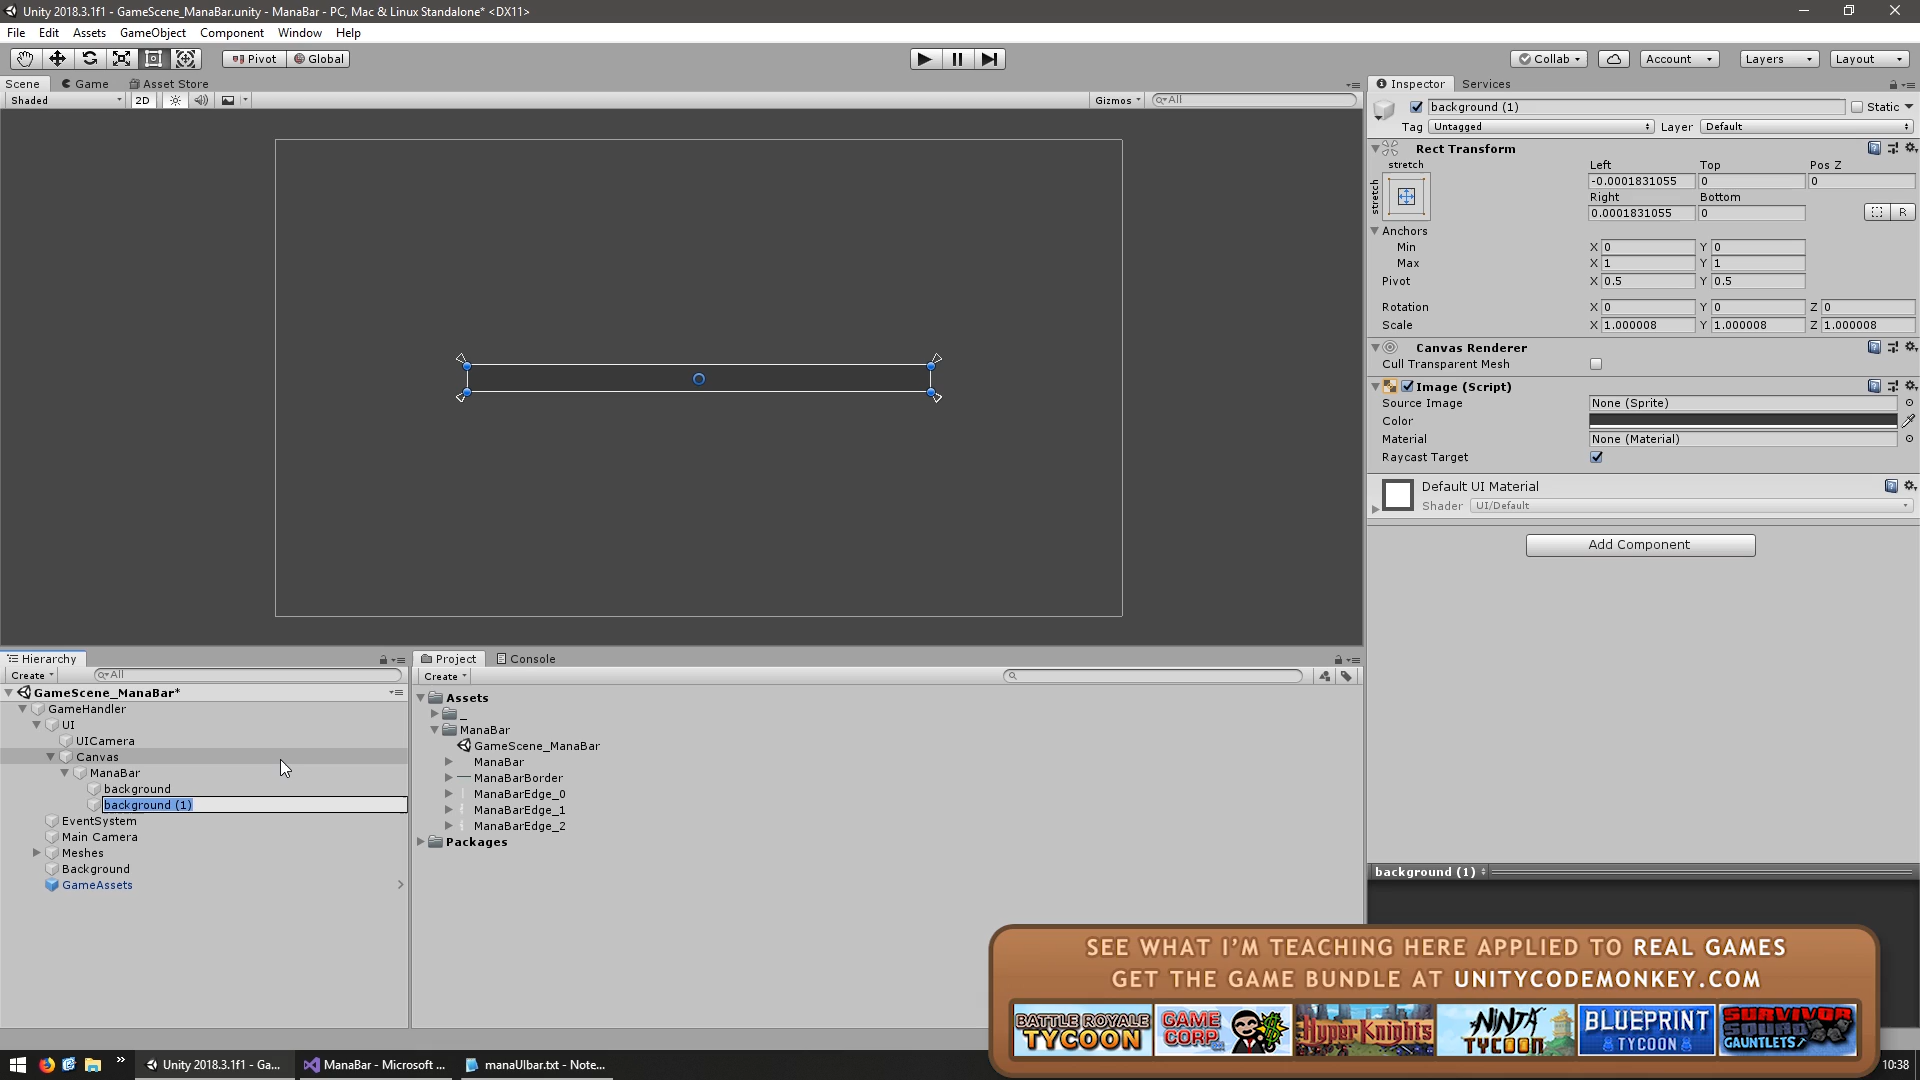 Unity 2018.3.1f1 - GameScene_ManaBar.unity - ManaBar - PC, Mac & Linux Standalone* <DX11>
File Edit Assets GameObject Component Window Help
Pivot Global Collab Account Layers Layout
Scene Game Asset Store
Shaded 2D Gizmos All
Inspector Services
background (1) Static
Tag Untagged Layer Default
Rect Transform
stretch Left Top Pos Z
stretch -0.0001831055 0 0
Right Bottom
0.0001831055 0 R
Anchors
Min X 0 Y 0
Max X 1 Y 1
Pivot X 0.5 Y 0.5
Rotation X 0 Y 0 Z 0
Scale X 1.000008 Y 1.000008 Z 1.000008
Canvas Renderer
Cull Transparent Mesh
Image (Script)
Source Image None (Sprite)
Color
Material None (Material)
Raycast Target
Default UI Material
Shader UI/Default
Add Component
background (1)
Hierarchy
Create All
GameScene_ManaBar*
GameHandler
UI
UICamera
Canvas
ManaBar
background
background (1)
EventSystem
Main Camera
Meshes
Background
GameAssets
Project Console
Create
Assets
_
ManaBar
GameScene_ManaBar
ManaBar
ManaBarBorder
ManaBarEdge_0
ManaBarEdge_1
ManaBarEdge_2
Packages
SEE WHAT I'M TEACHING HERE APPLIED TO REAL GAMES
GET THE GAME BUNDLE AT UNITYCODEMONKEY.COM
BATTLE ROYALE TYCOON
GAME CORP
HYPER KNIGHTS
NINJA TYCOON
BLUEPRINT TYCOON
SURVIVOR SQUAD GAUNTLETS
Unity 2018.3.1f1 - Ga... ManaBar - Microsoft ... manaUIbar.txt - Note... 10:38